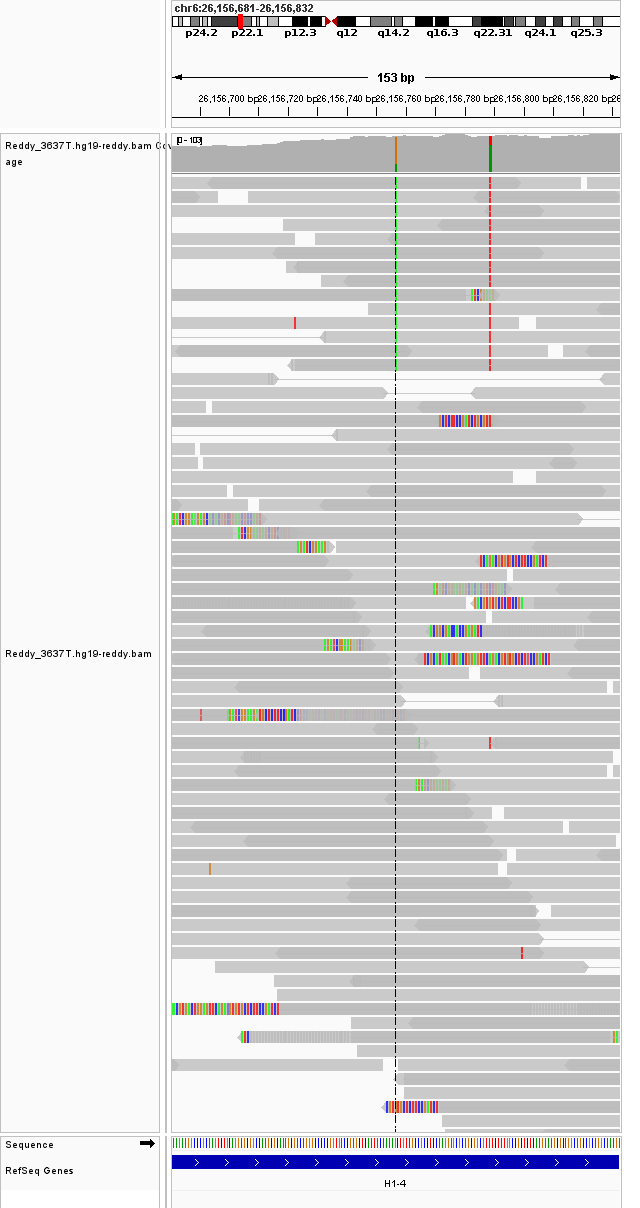 chr6:26,156,681-26,156,832
p24.2 p22.1 p12.3 q12 q14.2 q16.3 q22.31 q24.1 q25.3
153 bp
26,156,700 bp 26,156,720 bp 26,156,740 bp 26,156,760 bp 26,156,780 bp 26,156,800 bp 26,156,820 bp 26
Reddy_3637T.hg19-reddy.bam Cov
age
[0 - 103]
Reddy_3637T.hg19-reddy.bam
Sequence
RefSeq Genes
H1-4